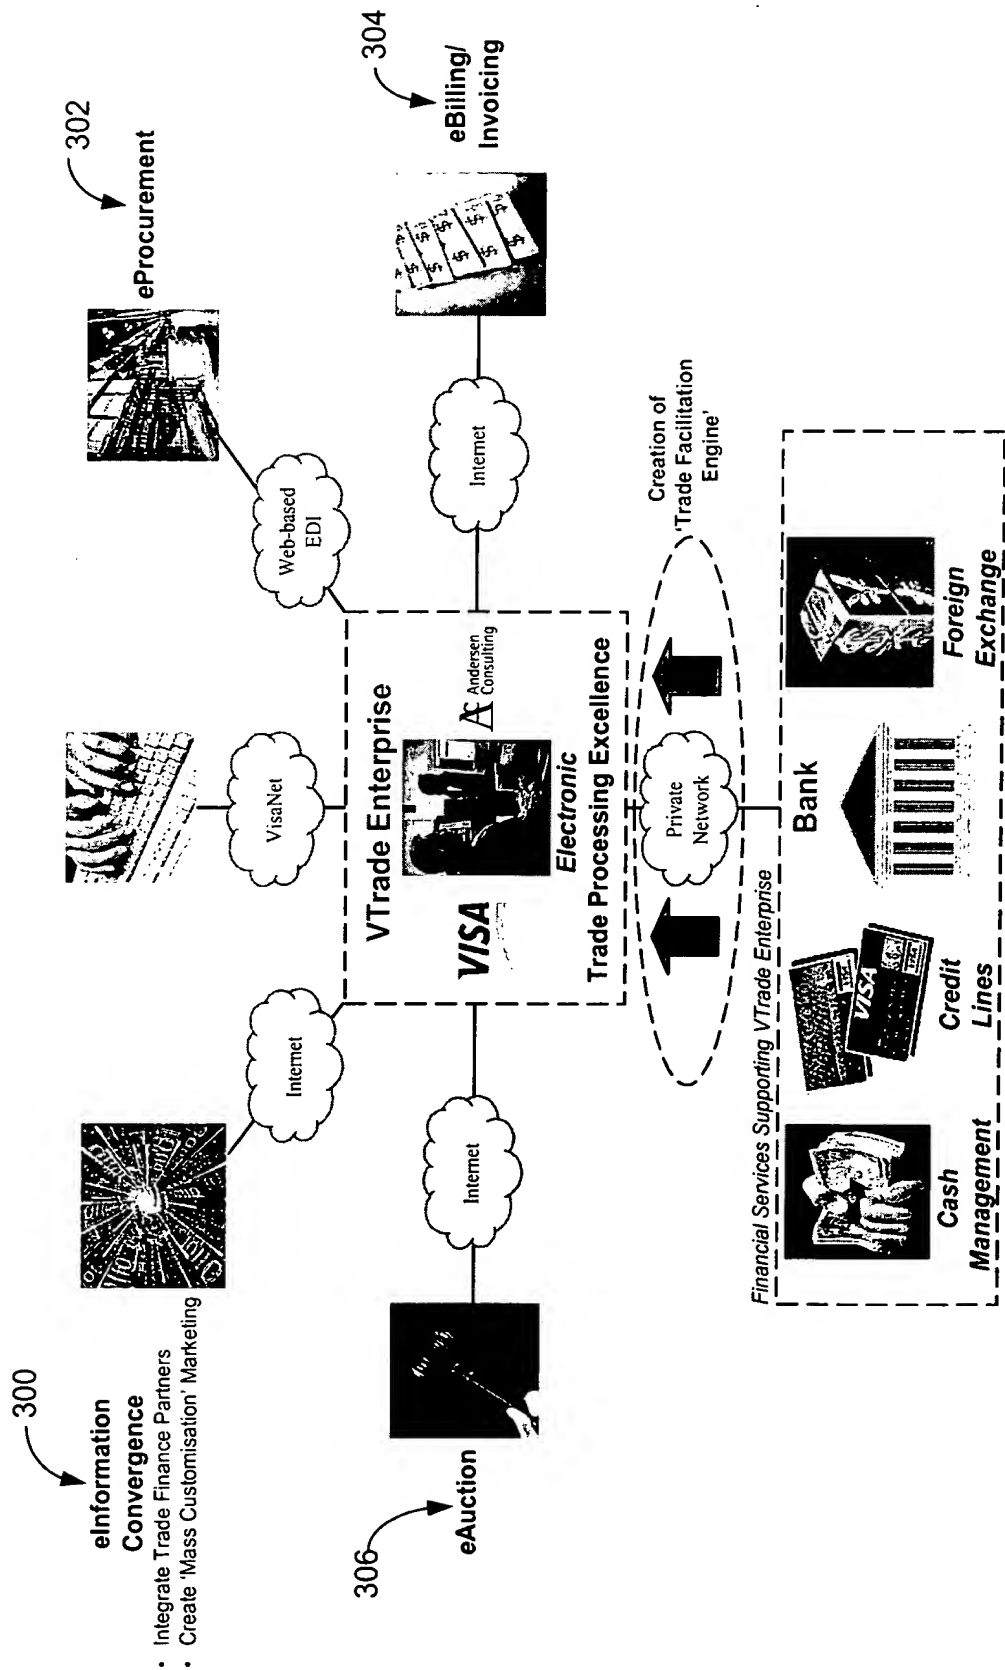 300
eInformation
Convergence
• Integrate Trade Finance Partners
• Create 'Mass Customisation' Marketing
Internet
VisaNet
302
eProcurement
Web-based
EDI
304
eBilling/
Invoicing
Internet
306
eAuction
Internet
VTrade Enterprise
VISA
Andersen
Consulting
Electronic
Trade Processing Excellence
Private
Network
Creation of
'Trade Facilitation
Engine'
Financial Services Supporting VTrade Enterprise
Cash
Management
VISA
Credit
Lines
Bank
Foreign
Exchange